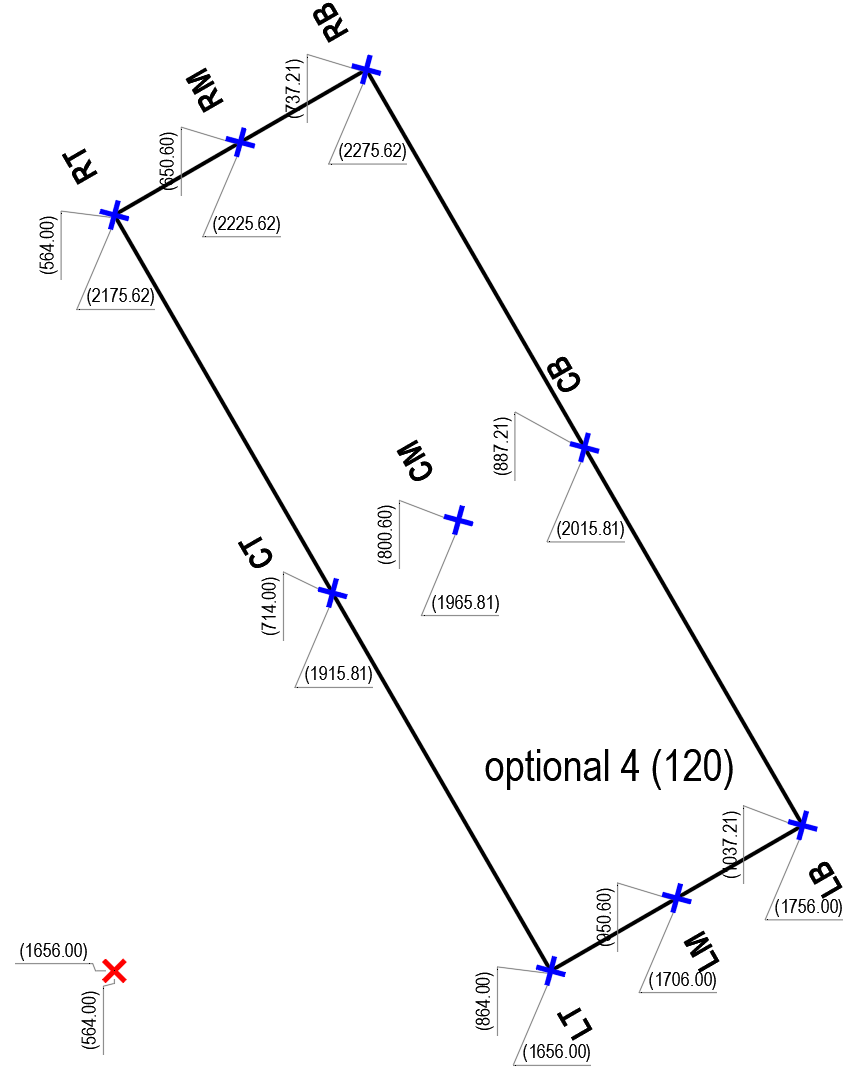 RB
(737.21)
RM
(2275.62)
(650.60)
RT
(2225.62)
(564.00)
(2175.62)
CB
(887.21)
CM
(2015.81)
(800.60)
CT
(1965.81)
(714.00)
(1915.81)
optional 4 (120)
(1037.21)
LB
(1756.00)
(950.60)
LM
(1706.00)
(1656.00)
(564.00)
(864.00)
LT
(1656.00)